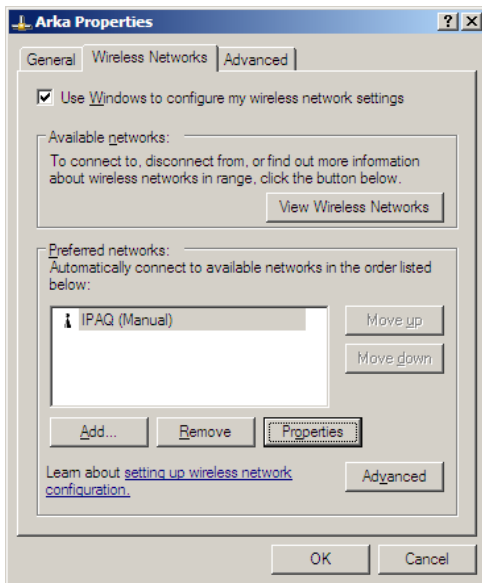 Arka Properties
General
Wireless Networks
Advanced
Use Windows to configure my wireless network settings
Available networks:
To connect to, disconnect from, or find out more information
about wireless networks in range, click the button below.
View Wireless Networks
Preferred networks:
Automatically connect to available networks in the order listed
below:
IPAQ (Manual)
Move up
Move down
Add...
Remove
Properties
Learn about setting up wireless network
configuration.
Advanced
OK
Cancel